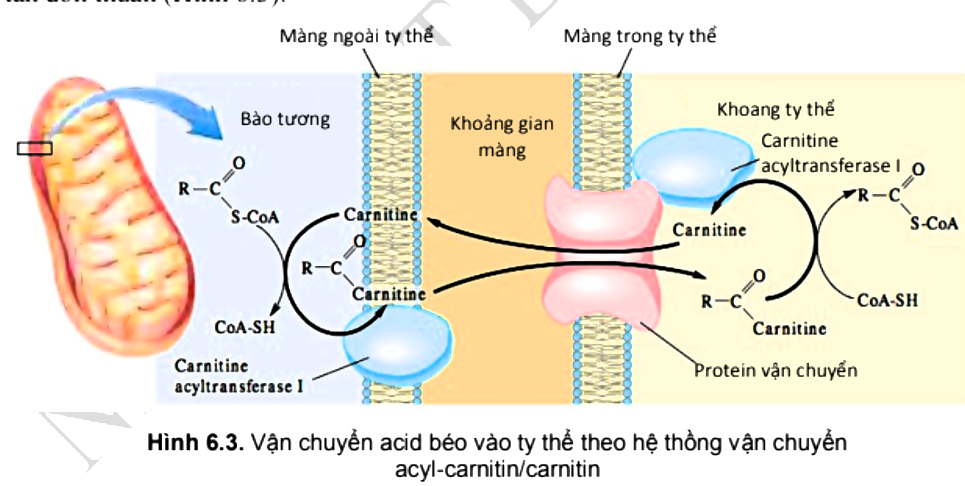 tán đơn thuần (Hình 6.3).
Màng ngoài ty thể
Màng trong ty thể
Bào tương
Khoảng gian
màng
Khoang ty thể
Carnitine
acyltransferase I
O
R–C
S-CoA
Carnitine
O
R–C
Carnitine
CoA-SH
Carnitine
acyltransferase I
Carnitine
O
R–C
S-CoA
O
R–C
Carnitine
CoA-SH
Protein vận chuyển
Hình 6.3. Vận chuyển acid béo vào ty thể theo hệ thồng vận chuyển
acyl-carnitin/carnitin